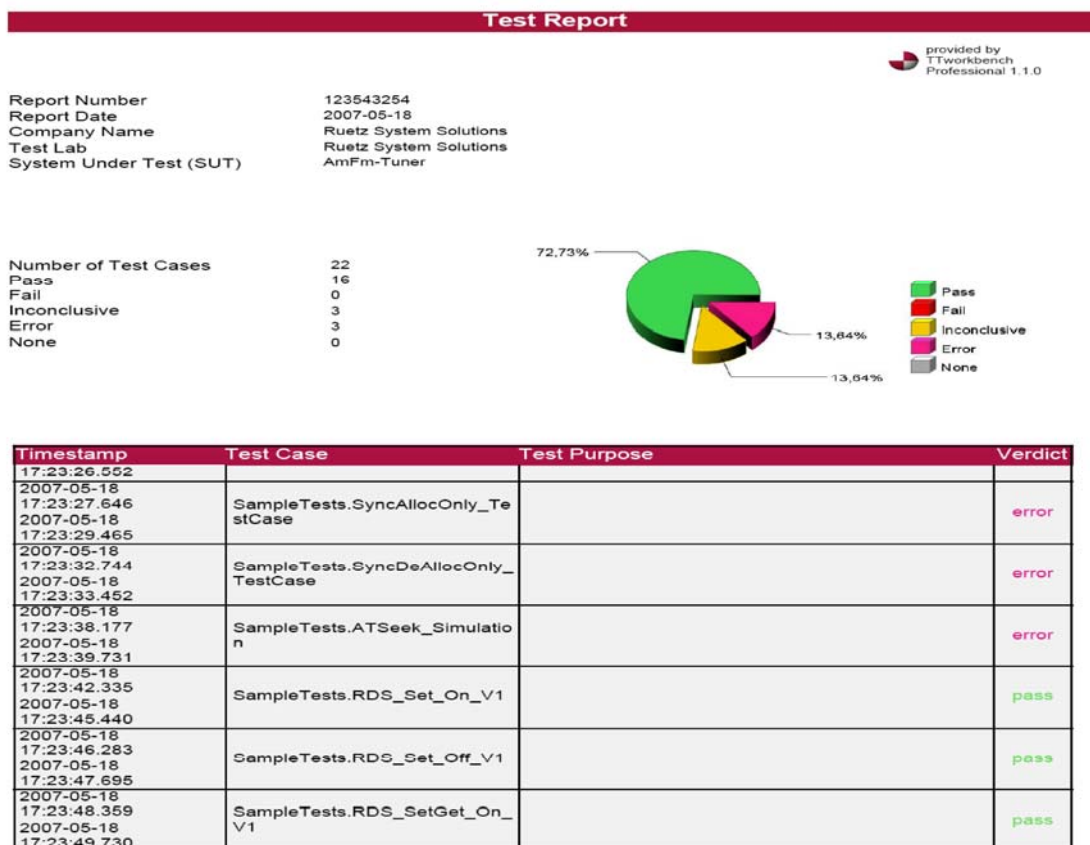 Test Report
provided by
TTworkbench
Professional 1.1.0
Report Number 123543254
Report Date 2007-05-18
Company Name Ruetz System Solutions
Test Lab Ruetz System Solutions
System Under Test (SUT) AmFm-Tuner
Number of Test Cases 22
Pass 16
Fail 0
Inconclusive 3
Error 3
None 0
72,73%
13,64%
13,64%
Pass
Fail
Inconclusive
Error
None
Timestamp Test Case Test Purpose Verdict
17:23:26.552
2007-05-18
17:23:27.646
2007-05-18
17:23:29.465
SampleTests.SyncAllocOnly_Te
stCase
error
2007-05-18
17:23:32.744
2007-05-18
17:23:33.452
SampleTests.SyncDeAllocOnly_
TestCase
error
2007-05-18
17:23:38.177
2007-05-18
17:23:39.731
SampleTests.ATSeek_Simulatio
n
error
2007-05-18
17:23:42.335
2007-05-18
17:23:45.440
SampleTests.RDS_Set_On_V1
pass
2007-05-18
17:23:46.283
2007-05-18
17:23:47.695
SampleTests.RDS_Set_Off_V1
pass
2007-05-18
17:23:48.359
2007-05-18
17:23:49.730
SampleTests.RDS_SetGet_On_
V1
pass